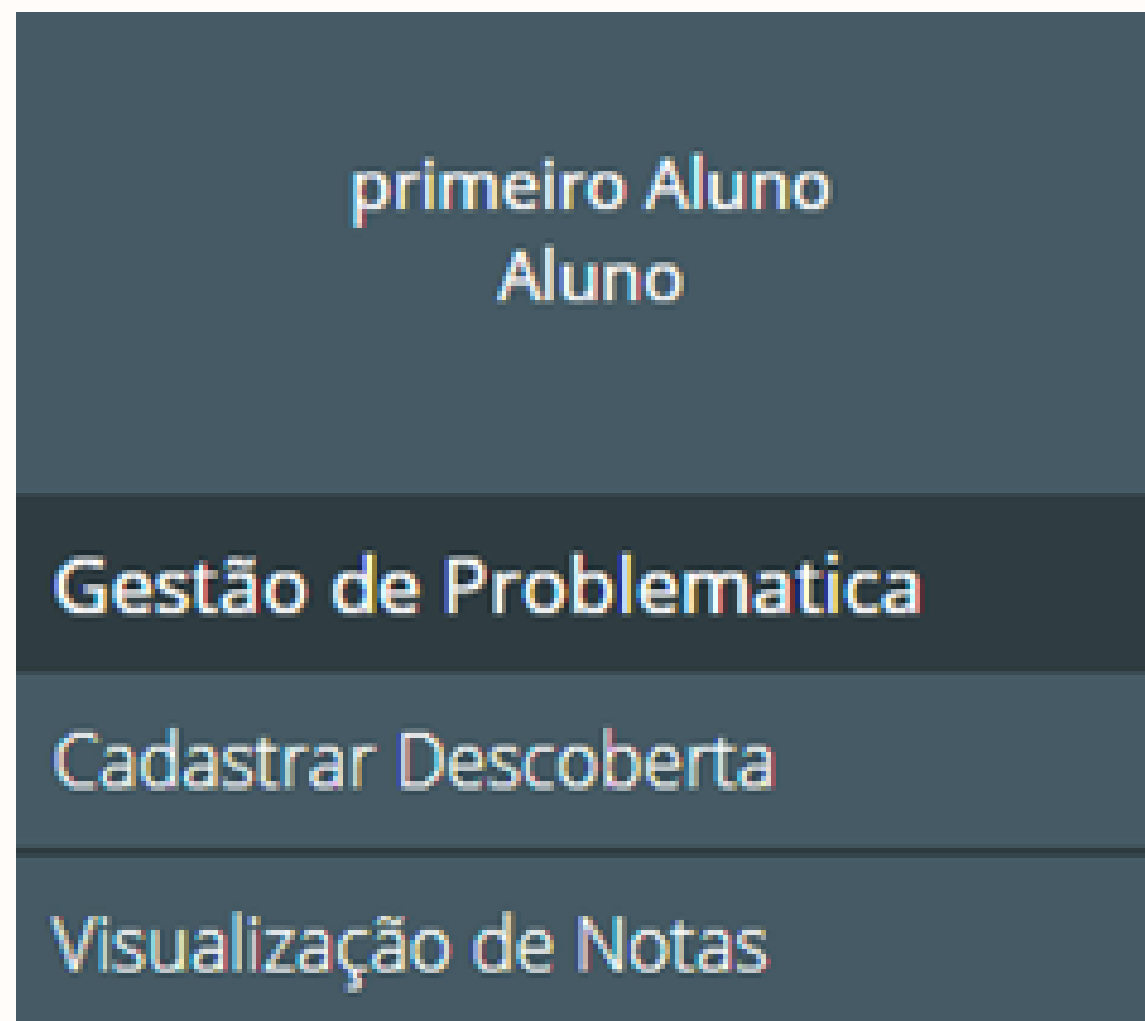 primeiro Aluno
Aluno
Gestão de Problematica
Cadastrar Descoberta
Visualização de Notas